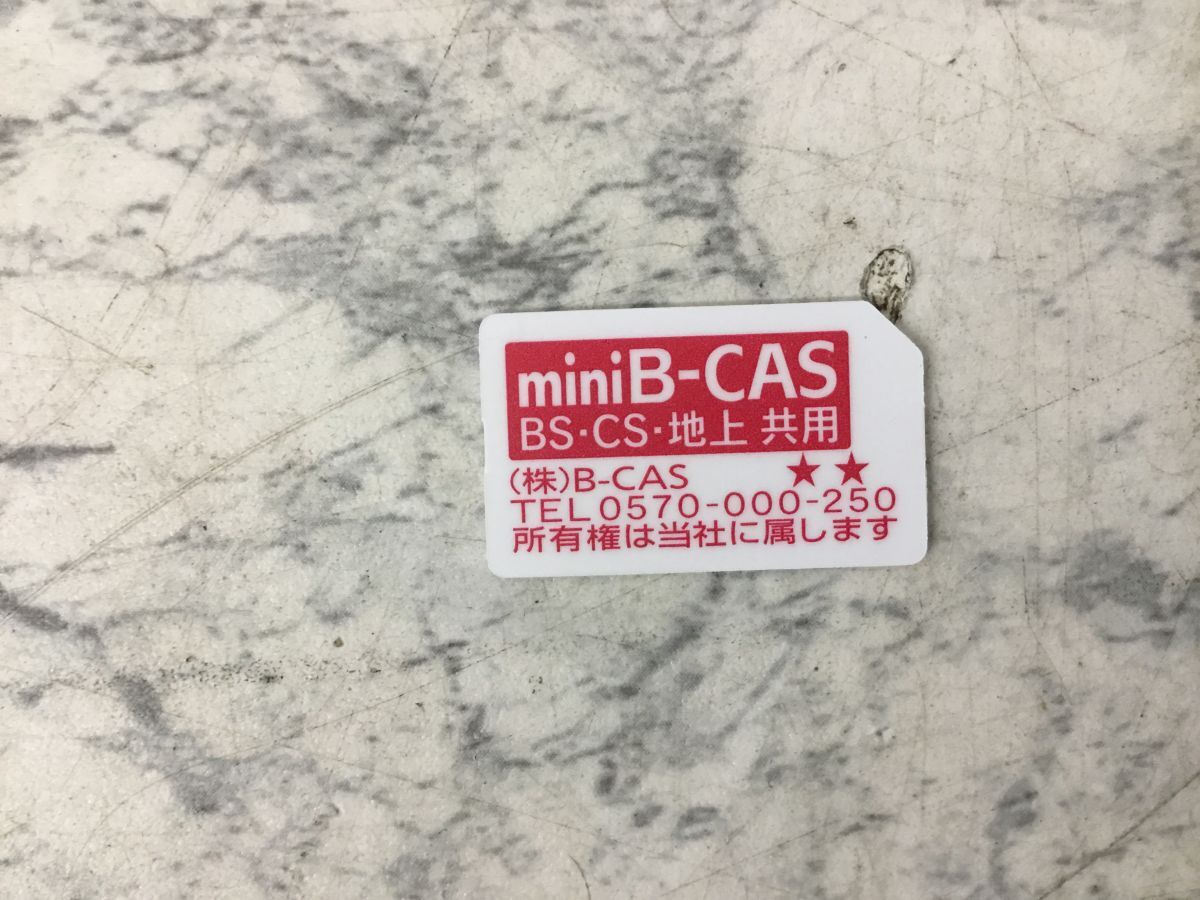 miniB-CAS
BS・CS・地上 共用
(株)B-CAS ★★
TEL 0570-000-250
所有権は当社に属します